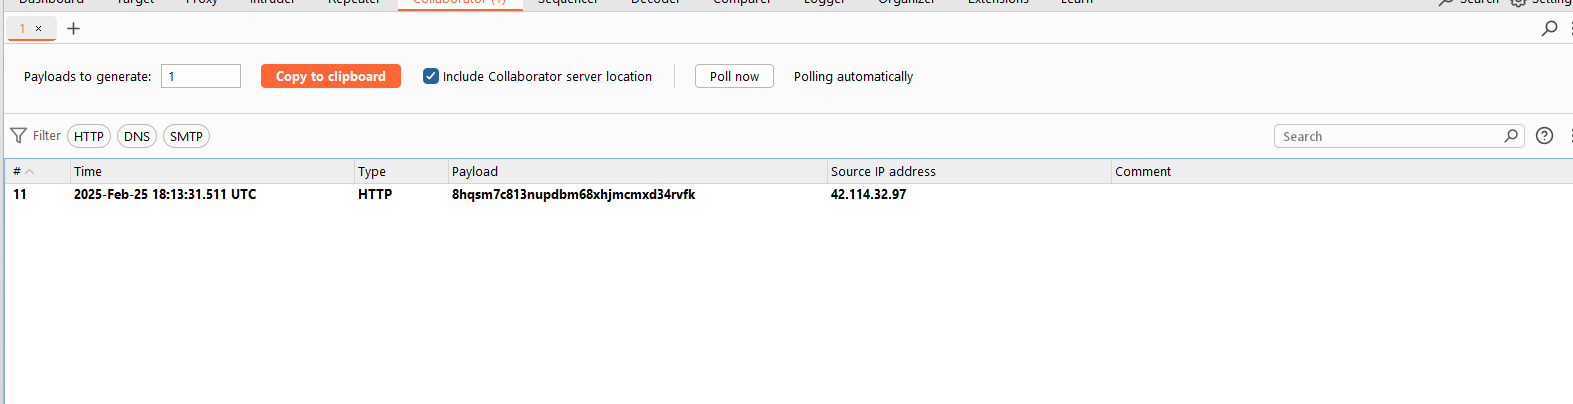 Dashboard Target Proxy Intruder Repeater Collaborator (1) Sequencer Decoder Comparer Logger Organizer Extensions Learn Search Setting
1 × +
Payloads to generate: 1 Copy to clipboard Include Collaborator server location Poll now Polling automatically
Filter HTTP DNS SMTP Search ?
# Time Type Payload Source IP address Comment
11 2025-Feb-25 18:13:31.511 UTC HTTP 8hqsm7c813nupdbm68xhjmcmxd34rvfk 42.114.32.97